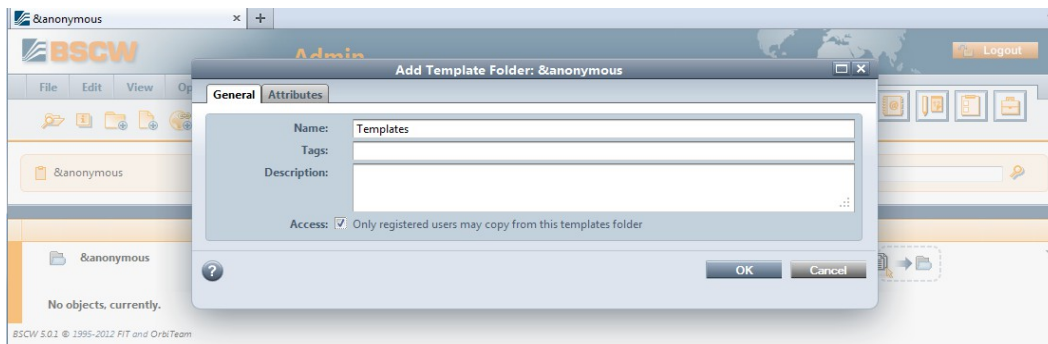 &anonymous
BSCW
Admin
Logout
Add Template Folder: &anonymous
File Edit View Op
General Attributes
Name: Templates
Tags:
Description:
Access: Only registered users may copy from this templates folder
&anonymous
&anonymous
OK Cancel
No objects, currently.
BSCW 5.0.1 © 1995-2012 FIT and OrbiTeam